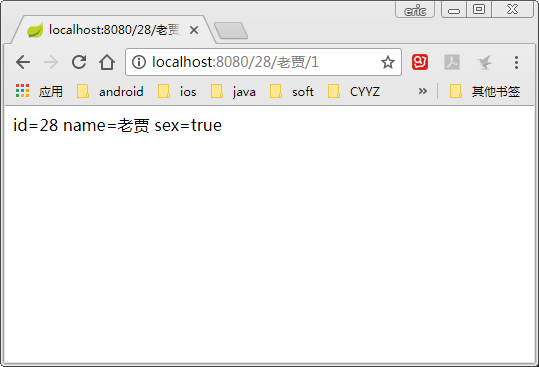 eric
localhost:8080/28/老贾
localhost:8080/28/老贾/1
应用 android ios java soft CYYZ » 其他书签
id=28 name=老贾 sex=true